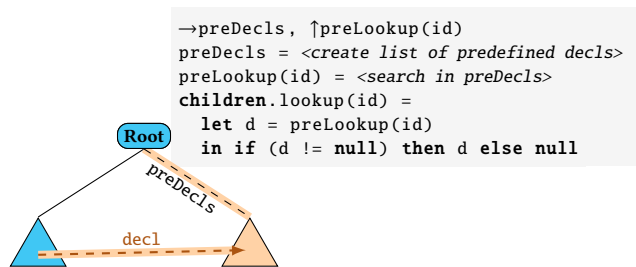 →preDecls, ↑preLookup(id)
preDecls = <create list of predefined decls>
preLookup(id) = <search in preDecls>
children.lookup(id) =
let d = preLookup(id)
in if (d != null) then d else null
Root
preDecls
decl